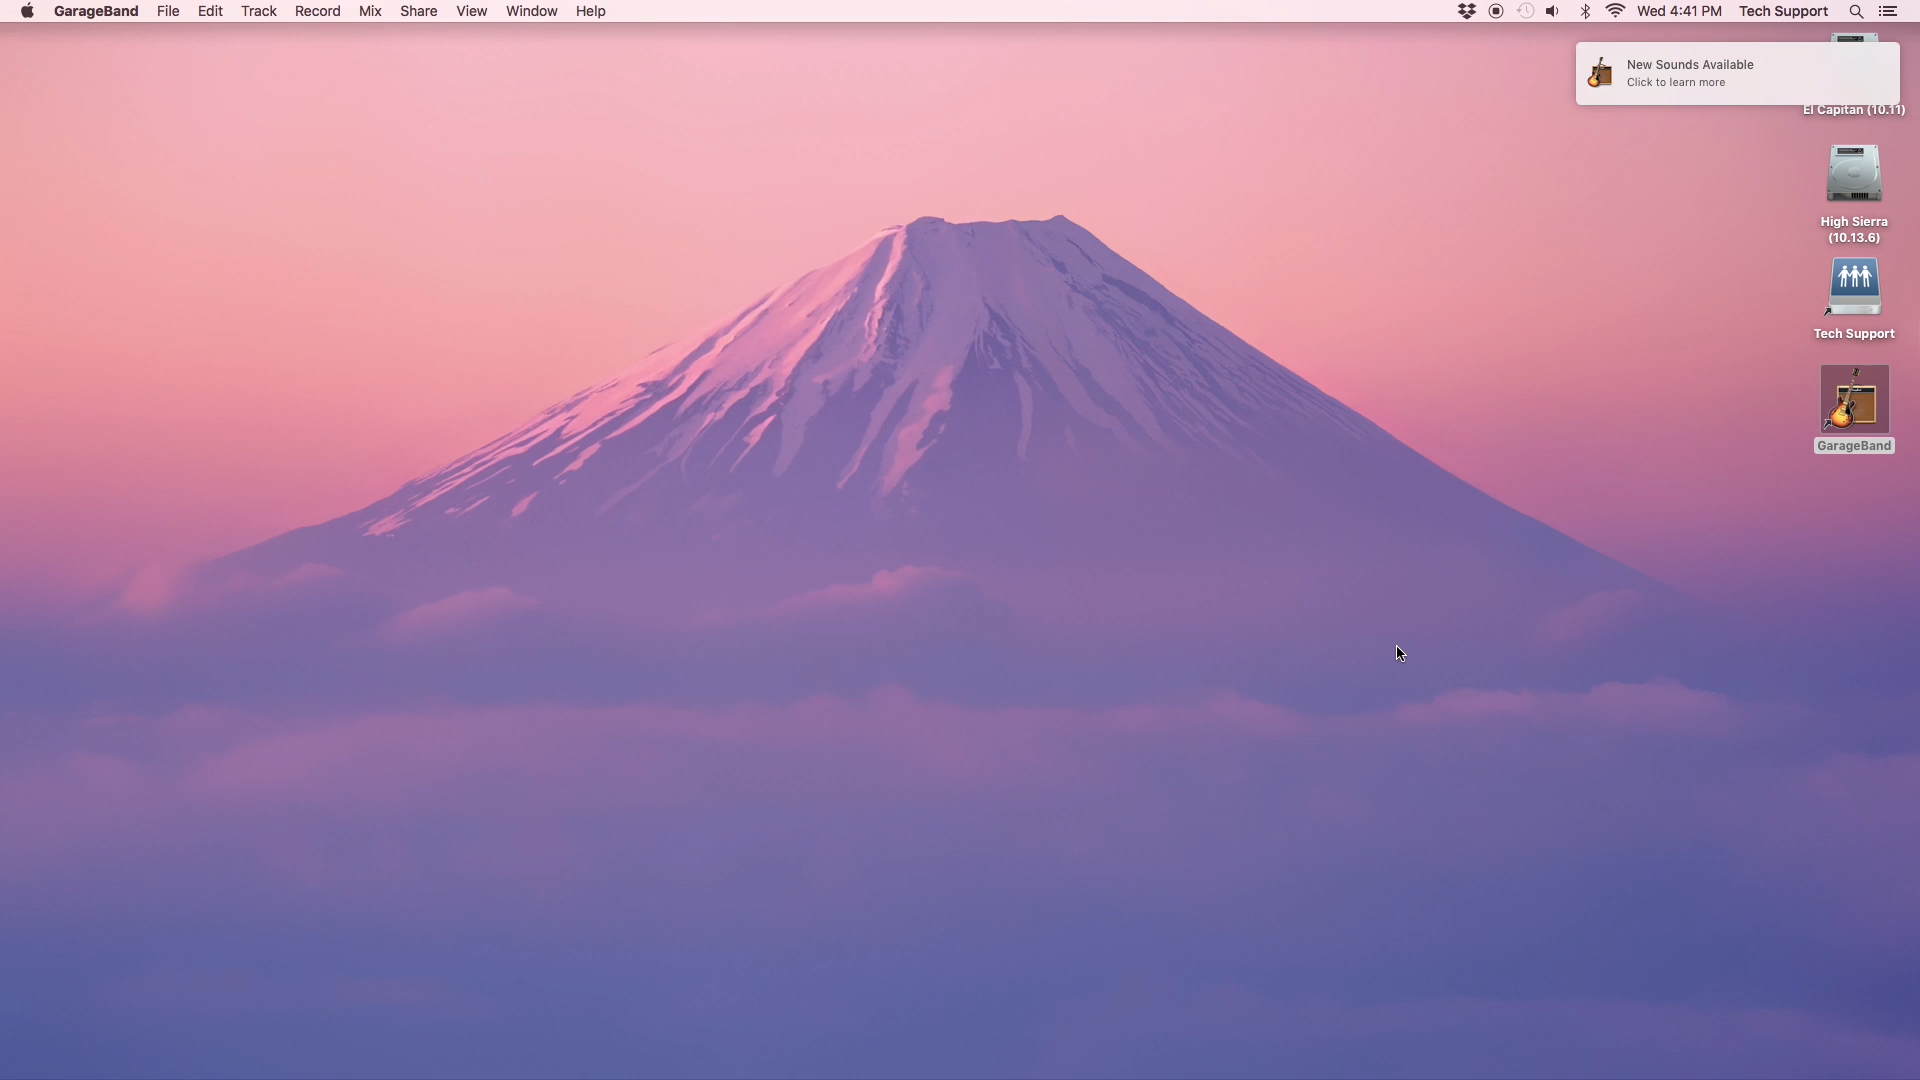 GarageBand File Edit Track Record Mix Share View Window Help Wed 4:41 PM Tech Support
New Sounds Available
Click to learn more
El Capitan (10.11)
High Sierra
(10.13.6)
Tech Support
GarageBand